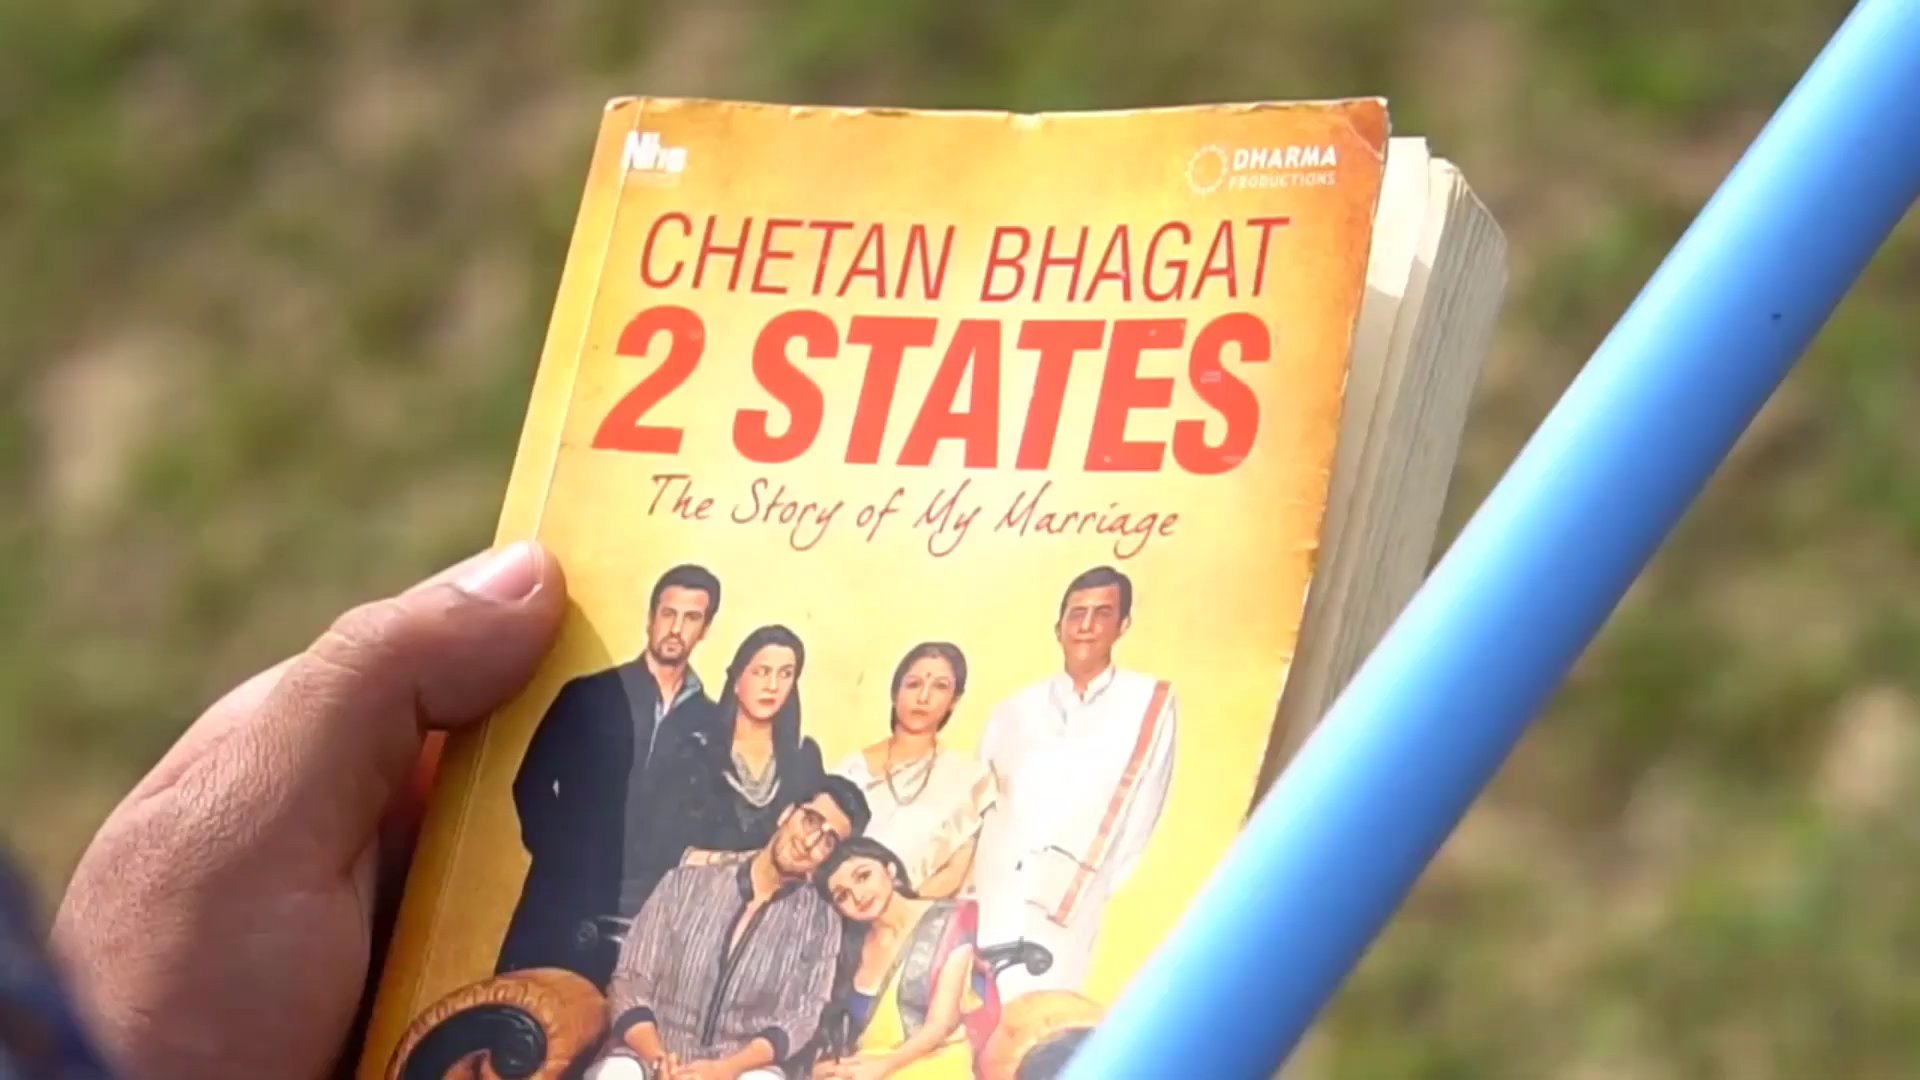 DHARMA
PRODUCTIONS
CHETAN BHAGAT
2 STATES
The Story of My Marriage